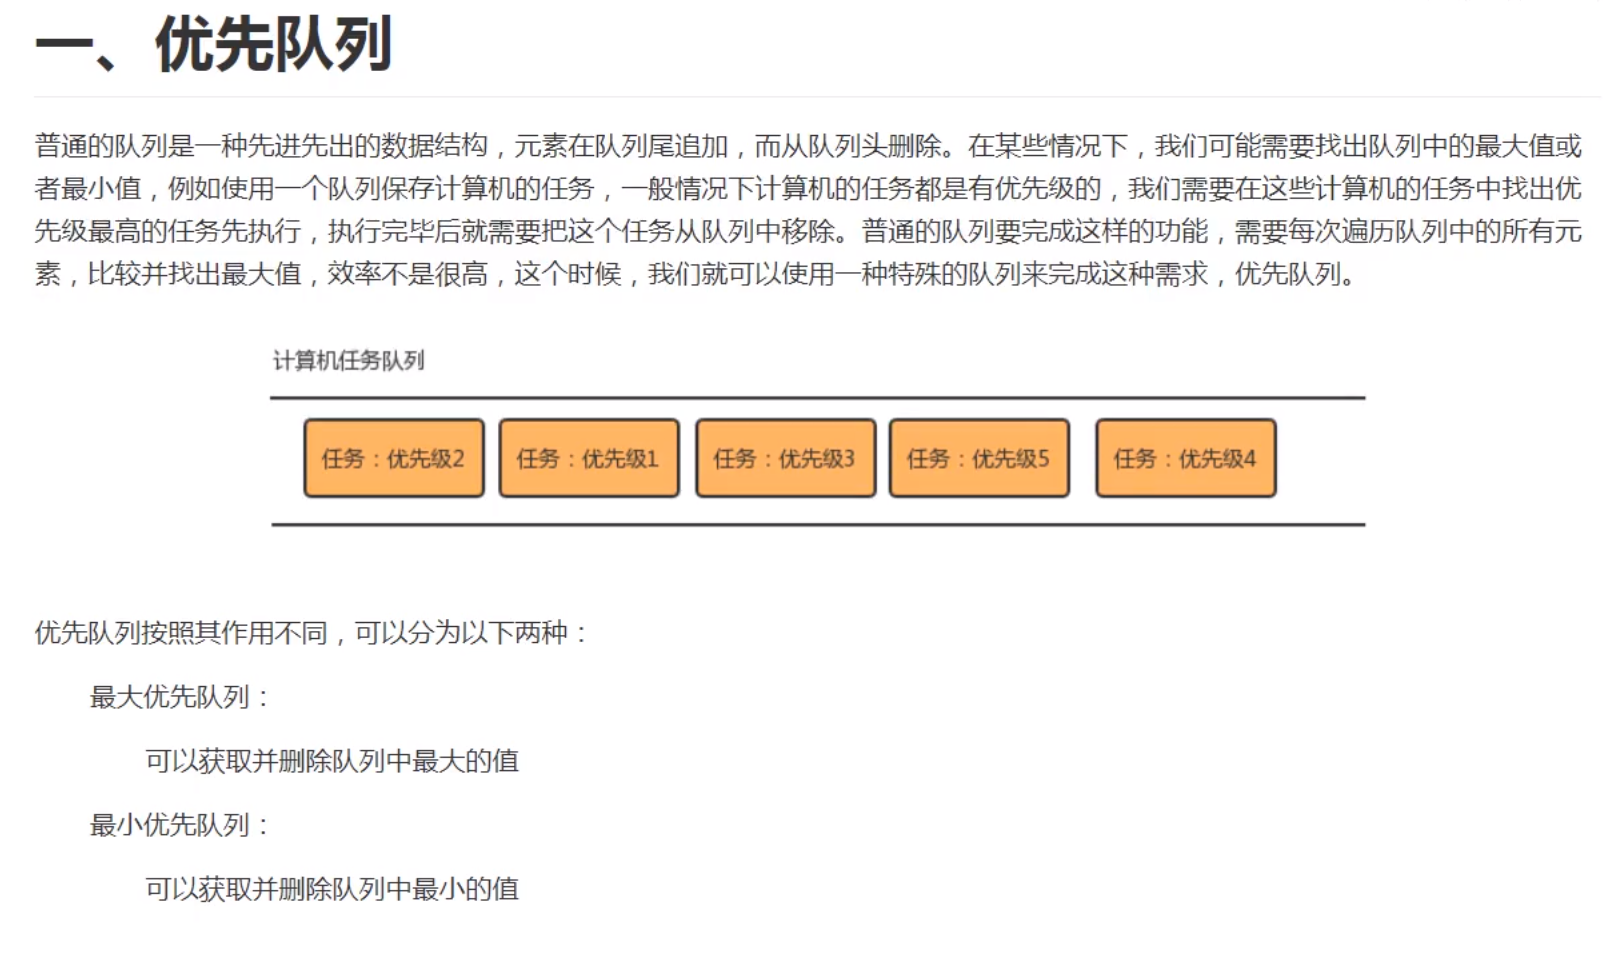 一、优先队列
普通的队列是一种先进先出的数据结构，元素在队列尾追加，而从队列头删除。在某些情况下，我们可能需要找出队列中的最大值或
者最小值，例如使用一个队列保存计算机的任务，一般情况下计算机的任务都是有优先级的，我们需要在这些计算机的任务中找出优
先级最高的任务先执行，执行完毕后就需要把这个任务从队列中移除。普通的队列要完成这样的功能，需要每次遍历队列中的所有元
素，比较并找出最大值，效率不是很高，这个时候，我们就可以使用一种特殊的队列来完成这种需求，优先队列。
计算机任务队列
任务：优先级2 任务：优先级1 任务：优先级3 任务：优先级5 任务：优先级4
优先队列按照其作用不同，可以分为以下两种：
最大优先队列：
可以获取并删除队列中最大的值
最小优先队列：
可以获取并删除队列中最小的值